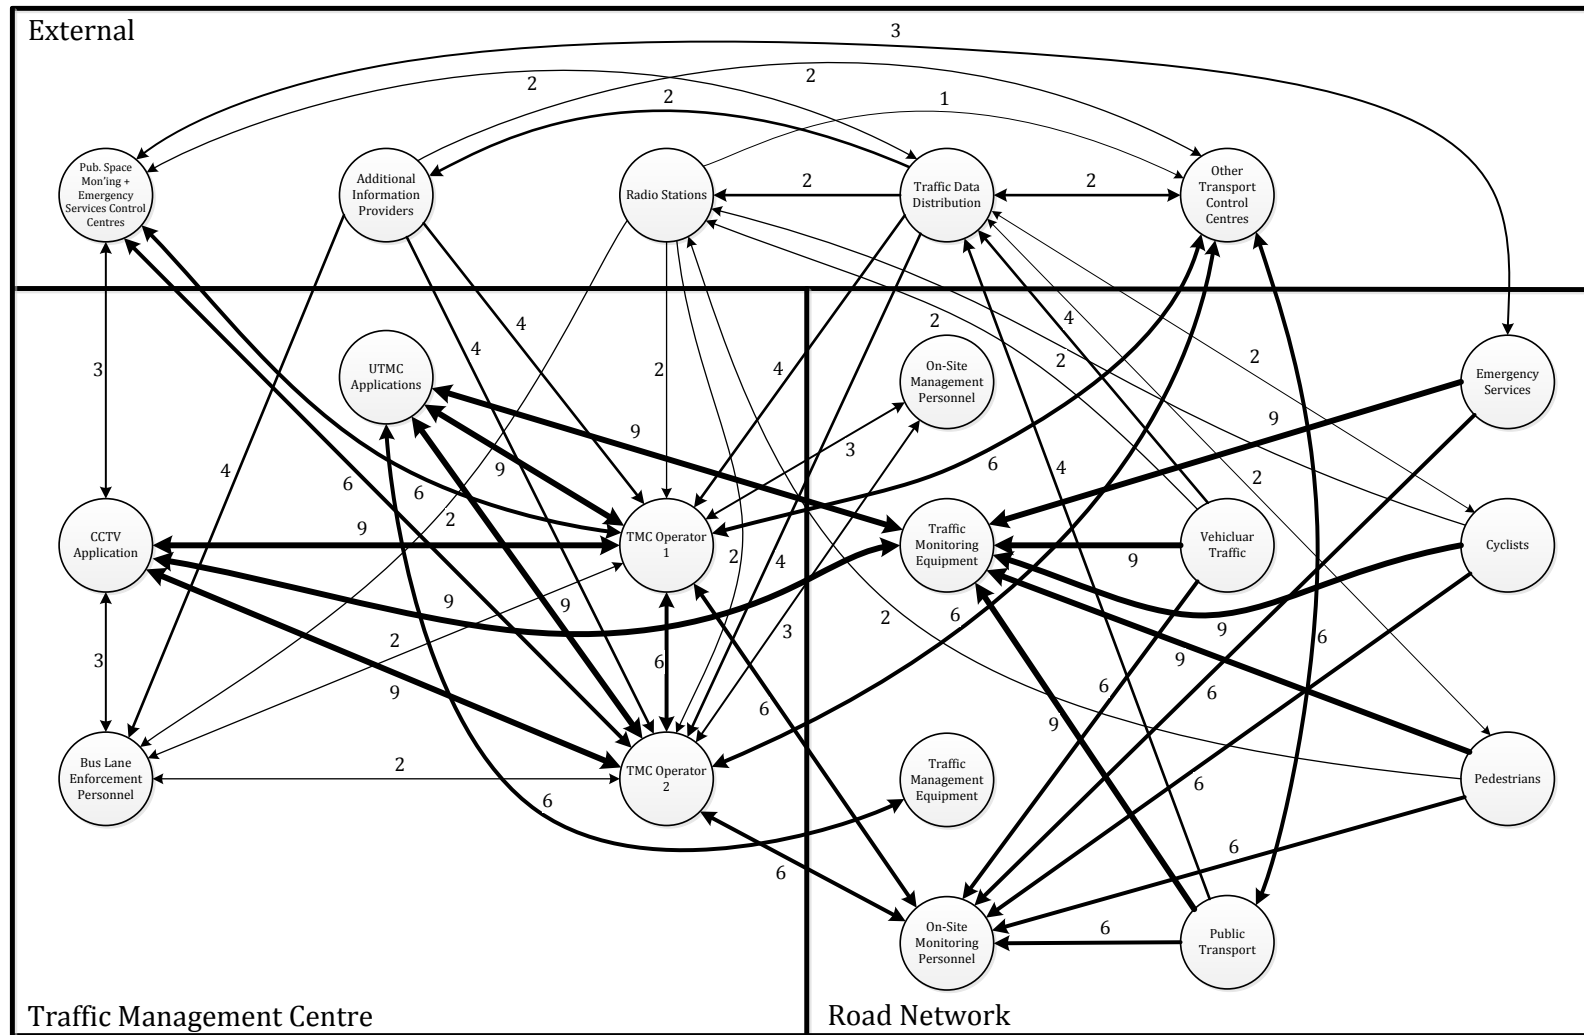 External
3
2
2
2
1
Pub. Space
Mon'ing +
Emergency
Services Control
Centres
Additional
Information
Providers
Radio Stations
2
Traffic Data
Distribution
2
Other
Transport
Control
Centres
4
4
2
4
2
2
4
2
3
UTMC
Applications
On-Site
Management
Personnel
Emergency
Services
9
9
3
6
4
9
6
6
2
4
2
CCTV
Application
9
TMC Operator
1
2
4
Traffic
Monitoring
Equipment
9
Vehicluar
Traffic
Cyclists
9
9
2
3
2
6
9
6
3
6
9
9
6
6
6
9
Bus Lane
Enforcement
Personnel
2
TMC Operator
2
Traffic
Management
Equipment
Pedestrians
6
6
6
6
6
On-Site
Monitoring
Personnel
Public
Transport
Traffic Management Centre
Road Network